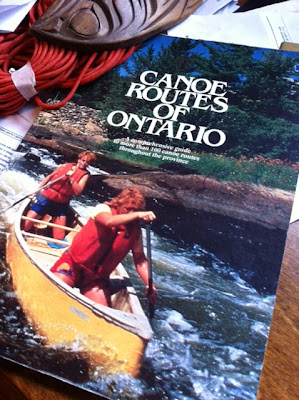 CANOE
ROUTES
OF
ONTARIO
A comprehensive guide
to more than 100 canoe routes
throughout the province